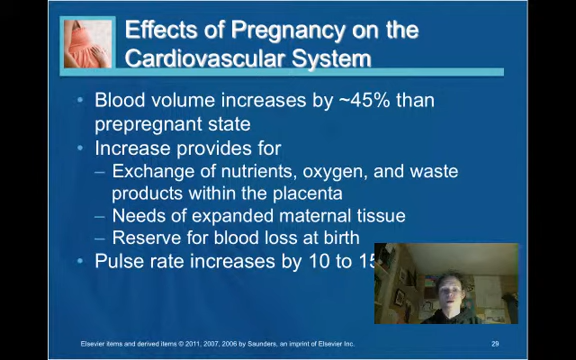 Effects of Pregnancy on the
Cardiovascular System
• Blood volume increases by ~45% than
prepregnant state
• Increase provides for
– Exchange of nutrients, oxygen, and waste
products within the placenta
– Needs of expanded maternal tissue
– Reserve for blood loss at birth
• Pulse rate increases by 10 to 15
Elsevier items and derived items © 2011, 2007, 2006 by Saunders, an imprint of Elsevier Inc.
29